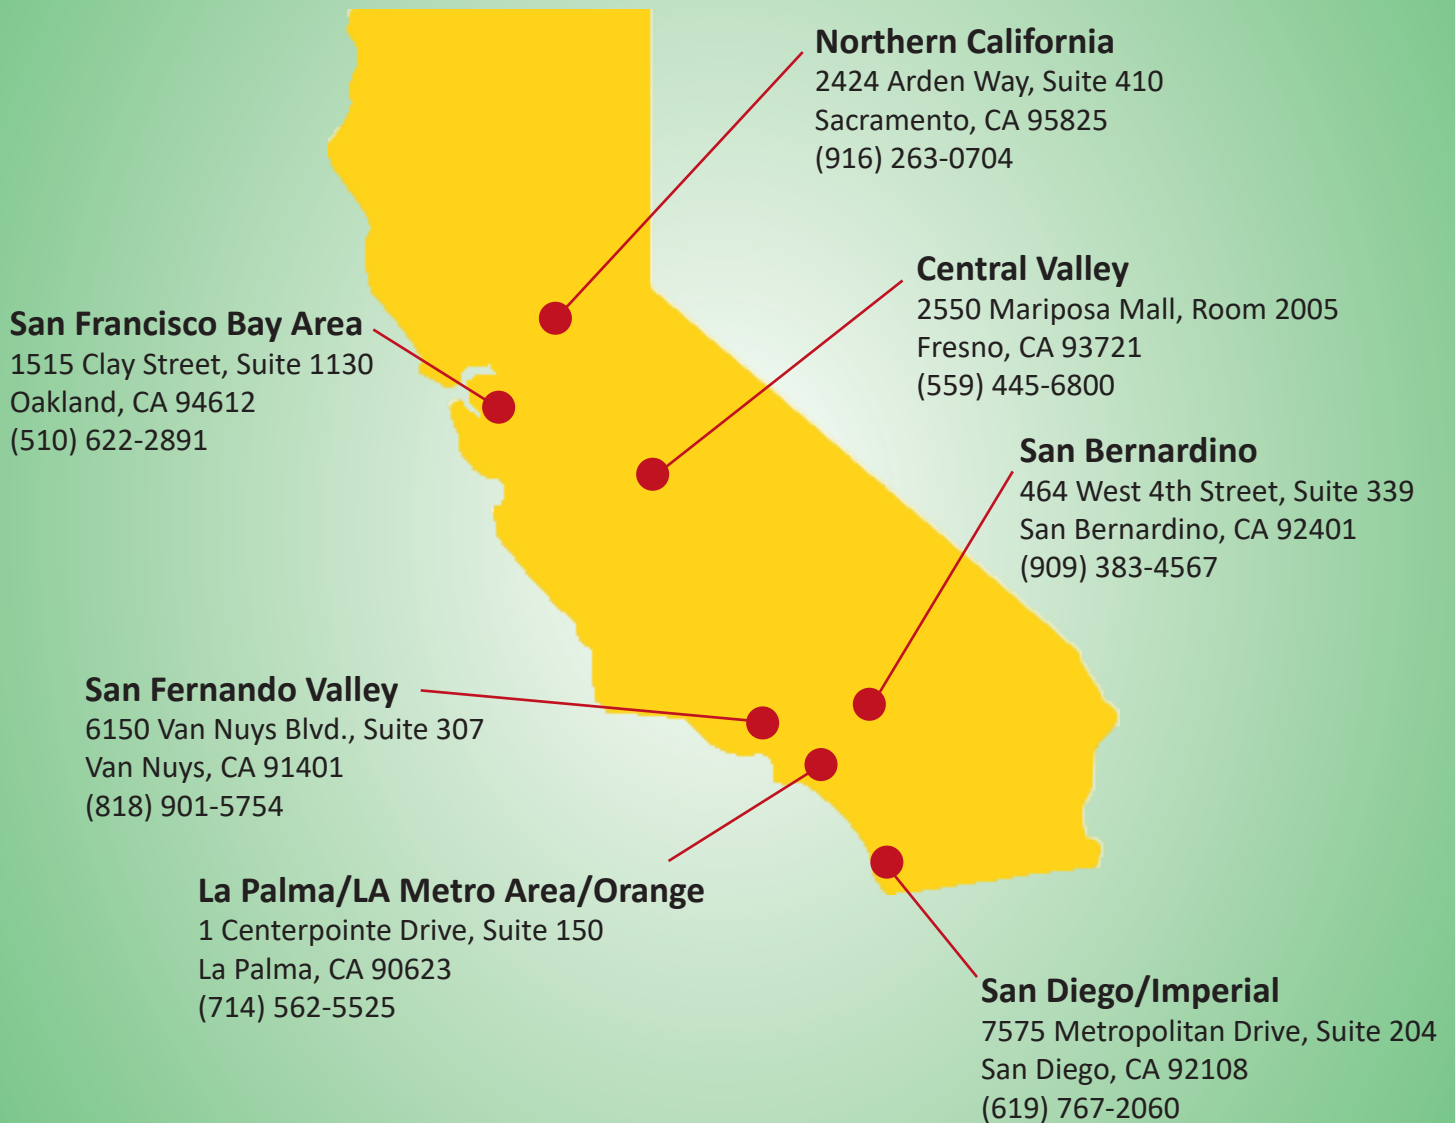 Northern California
2424 Arden Way, Suite 410
Sacramento, CA 95825
(916) 263-0704
Central Valley
2550 Mariposa Mall, Room 2005
Fresno, CA 93721
(559) 445-6800
San Francisco Bay Area
1515 Clay Street, Suite 1130
Oakland, CA 94612
(510) 622-2891
San Bernardino
464 West 4th Street, Suite 339
San Bernardino, CA 92401
(909) 383-4567
San Fernando Valley
6150 Van Nuys Blvd., Suite 307
Van Nuys, CA 91401
(818) 901-5754
La Palma/LA Metro Area/Orange
1 Centerpointe Drive, Suite 150
La Palma, CA 90623
(714) 562-5525
San Diego/Imperial
7575 Metropolitan Drive, Suite 204
San Diego, CA 92108
(619) 767-2060